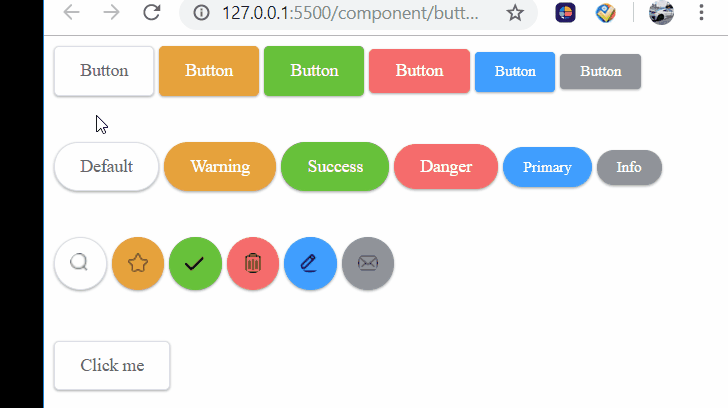 127.0.0.1:5500/component/butt...
Button Button Button Button Button Button
Default Warning Success Danger Primary Info
Click me